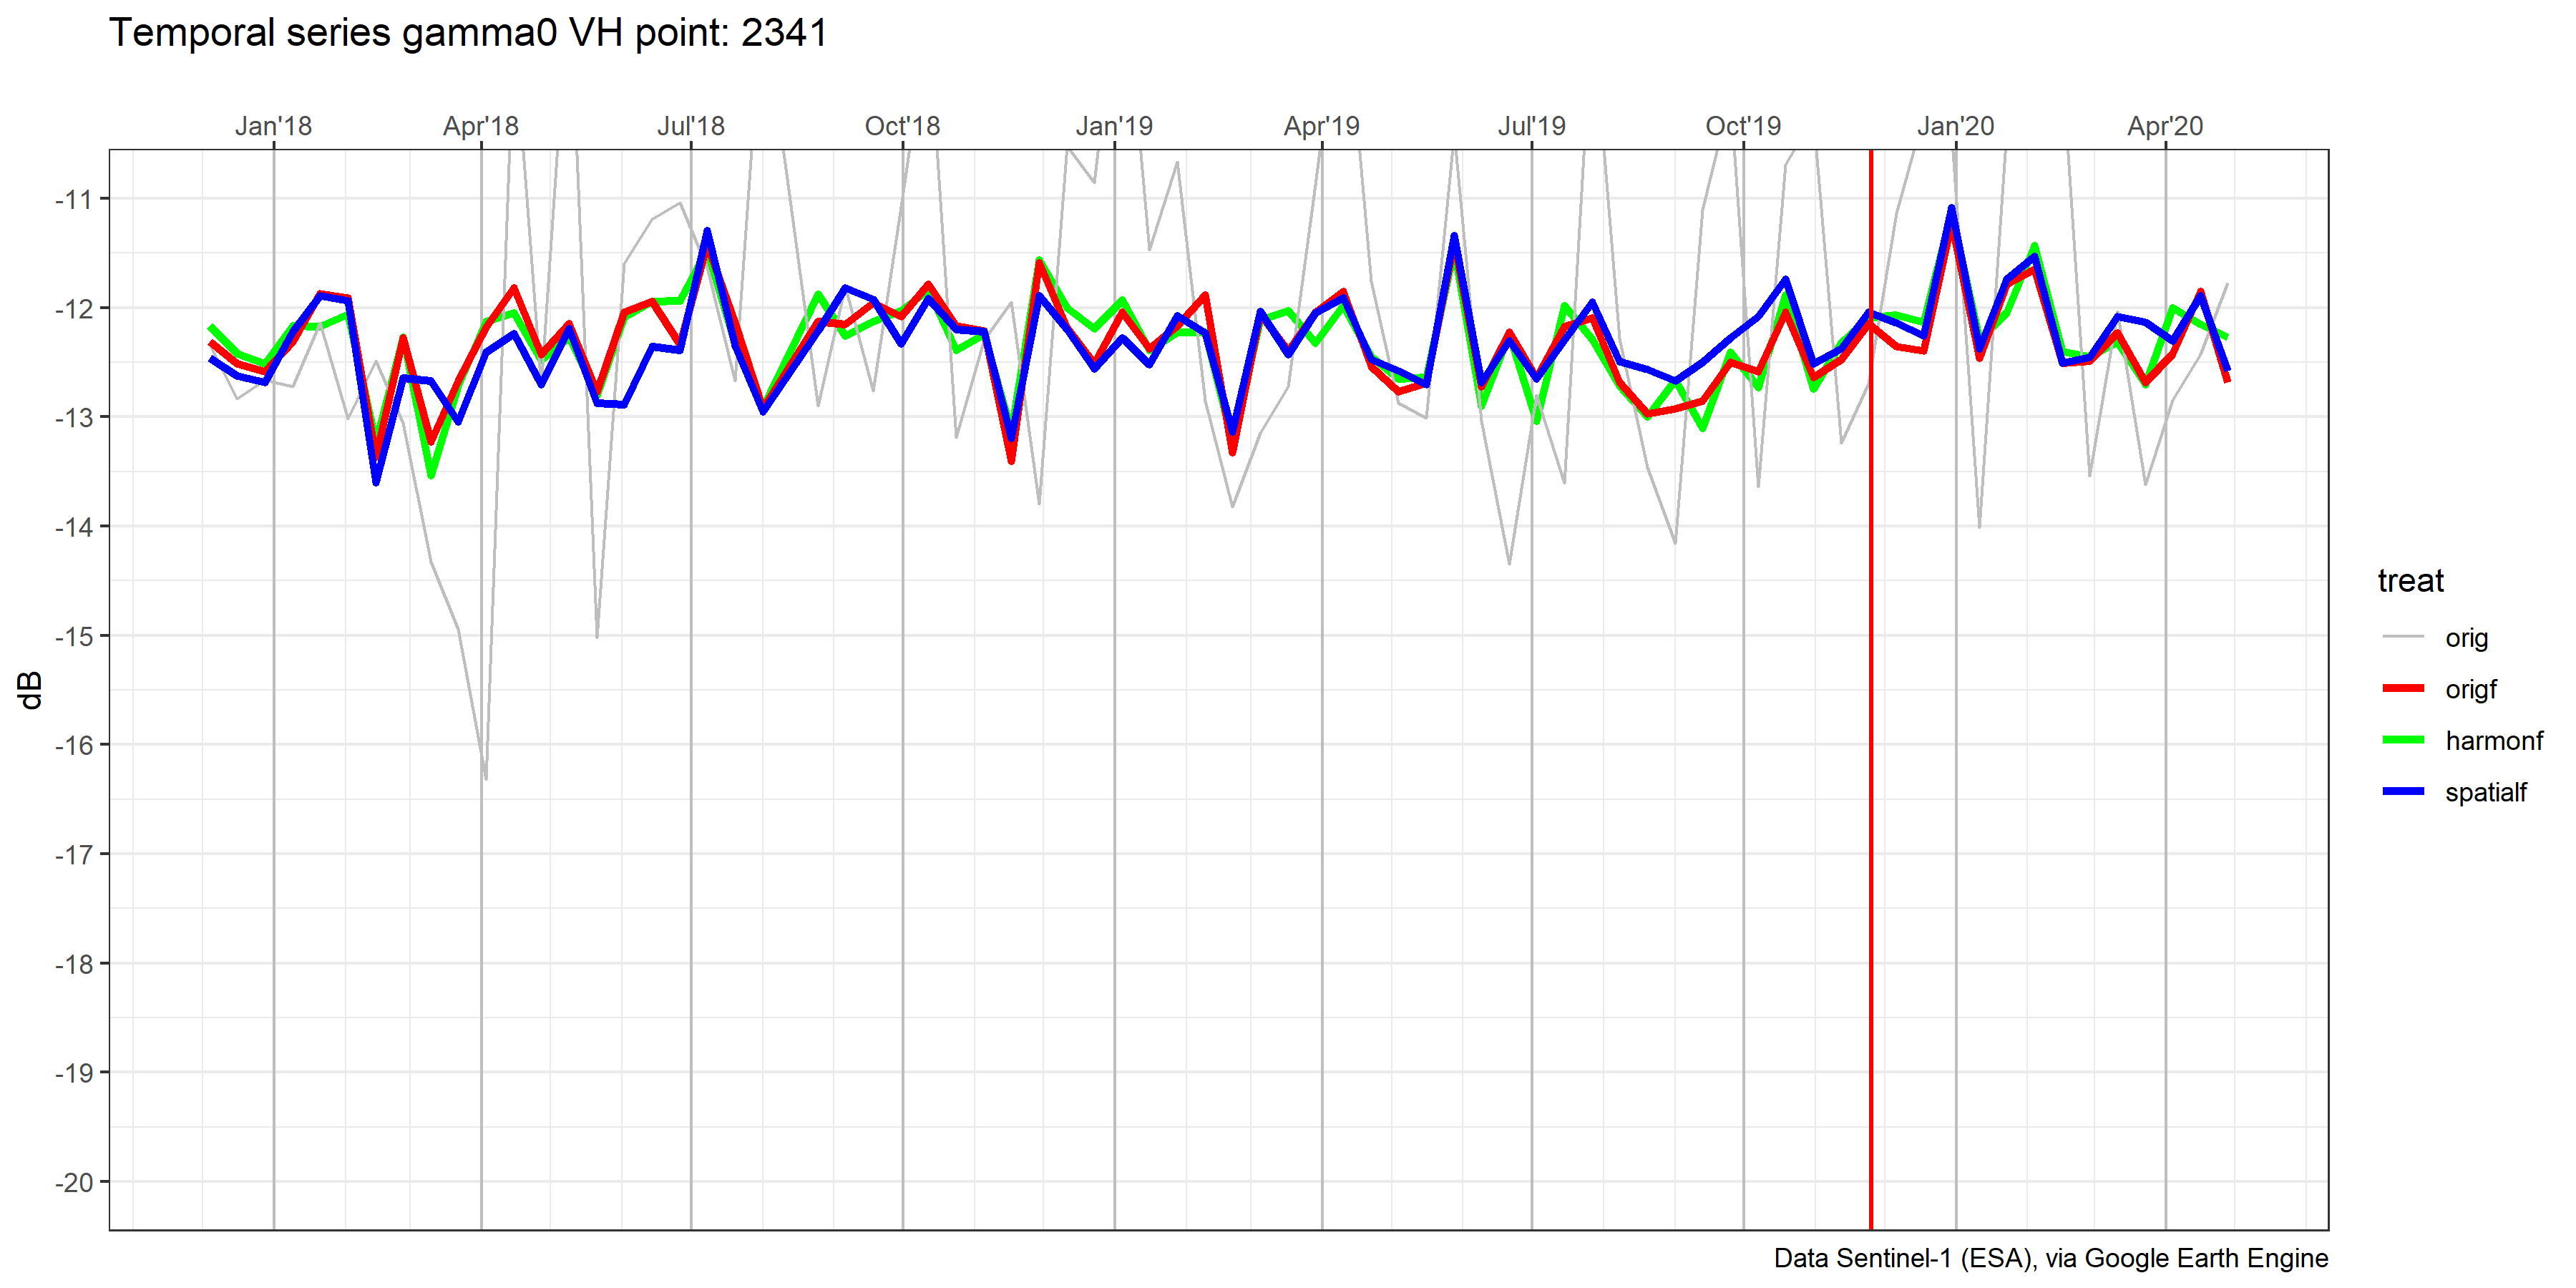 Temporal series gamma0 VH point: 2341
Jan'18 Apr'18 Jul'18 Oct'18 Jan'19 Apr'19 Jul'19 Oct'19 Jan'20 Apr'20
-11
-12
-13
-14
-15
-16
-17
-18
-19
-20
dB
treat
orig
origf
harmonf
spatialf
Data Sentinel-1 (ESA), via Google Earth Engine